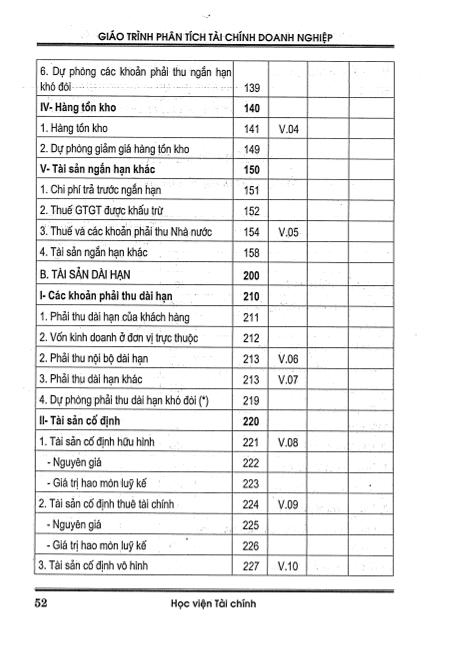 GIÁO TRÌNH PHÂN TÍCH TÀI CHÍNH DOANH NGHIỆP
6. Dự phòng các khoản phải thu ngắn hạn
khó đòi 139
IV- Hàng tồn kho 140
1. Hàng tồn kho 141 V.04
2. Dự phòng giảm giá hàng tồn kho 149
V- Tài sản ngắn hạn khác 150
1. Chi phí trả trước ngắn hạn 151
2. Thuế GTGT được khấu trừ 152
3. Thuế và các khoản phải thu Nhà nước 154 V.05
4. Tài sản ngắn hạn khác 158
B. TÀI SẢN DÀI HẠN 200
I- Các khoản phải thu dài hạn 210
1. Phải thu dài hạn của khách hàng 211
2. Vốn kinh doanh ở đơn vị trực thuộc 212
2. Phải thu nội bộ dài hạn 213 V.06
3. Phải thu dài hạn khác 213 V.07
4. Dự phòng phải thu dài hạn khó đòi (*) 219
II- Tài sản cố định 220
1. Tài sản cố định hữu hình 221 V.08
- Nguyên giá 222
- Giá trị hao mòn luỹ kế 223
2. Tài sản cố định thuê tài chính 224 V.09
- Nguyên giá 225
- Giá trị hao mòn luỹ kế 226
3. Tài sản cố định vô hình 227 V.10
52 Học viện Tài chính